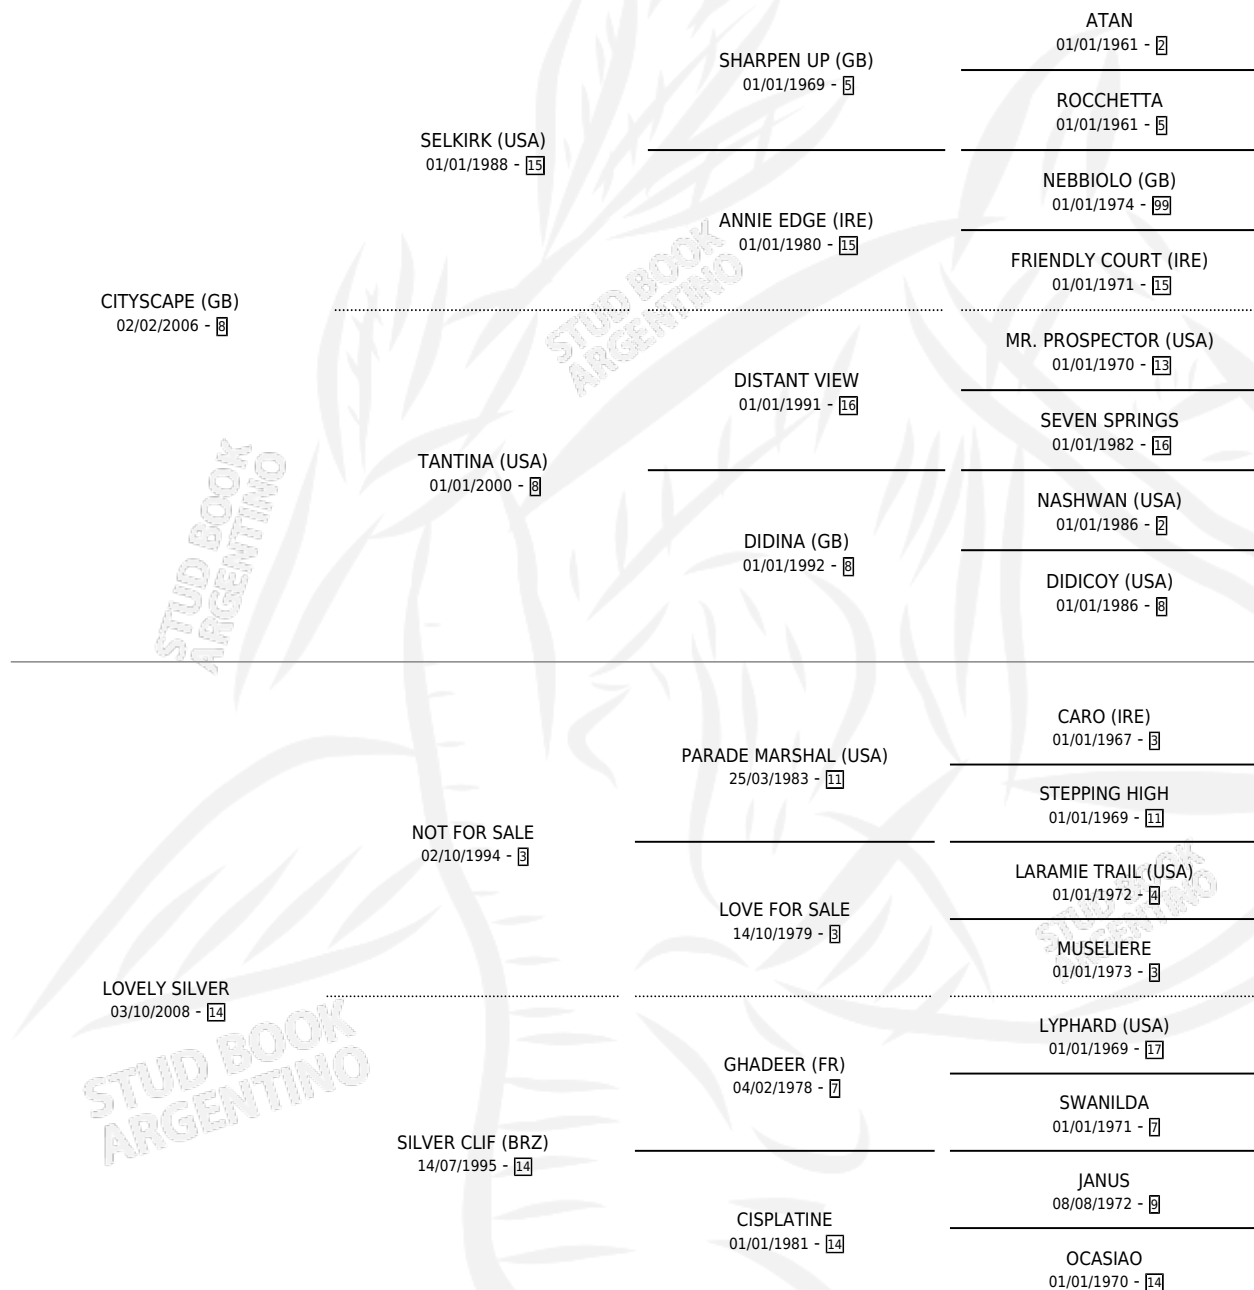 CITYSCAPE (GB)
02/02/2006 - 8
SELKIRK (USA)
01/01/1988 - 15
SHARPEN UP (GB)
01/01/1969 - 5
ATAN
01/01/1961 - 2
ROCCHETTA
01/01/1961 - 5
ANNIE EDGE (IRE)
01/01/1980 - 15
NEBBIOLO (GB)
01/01/1974 - 99
FRIENDLY COURT (IRE)
01/01/1971 - 15
TANTINA (USA)
01/01/2000 - 8
DISTANT VIEW
01/01/1991 - 16
MR. PROSPECTOR (USA)
01/01/1970 - 13
SEVEN SPRINGS
01/01/1982 - 16
DIDINA (GB)
01/01/1992 - 8
NASHWAN (USA)
01/01/1986 - 2
DIDICOY (USA)
01/01/1986 - 8
LOVELY SILVER
03/10/2008 - 14
NOT FOR SALE
02/10/1994 - 3
PARADE MARSHAL (USA)
25/03/1983 - 11
CARO (IRE)
01/01/1967 - 3
STEPPING HIGH
01/01/1969 - 11
LOVE FOR SALE
14/10/1979 - 3
LARAMIE TRAIL (USA)
01/01/1972 - 4
MUSELIERE
01/01/1973 - 3
SILVER CLIF (BRZ)
14/07/1995 - 14
GHADEER (FR)
04/02/1978 - 7
LYPHARD (USA)
01/01/1969 - 17
SWANILDA
01/01/1971 - 7
CISPLATINE
01/01/1981 - 14
JANUS
08/08/1972 - 9
OCASIAO
01/01/1970 - 14
STUD BOOK
ARGENTINO
STUD BOOK
ARGENTINO
STUD BOOK
ARGENTINO
STUD BOOK
ARGENTINO